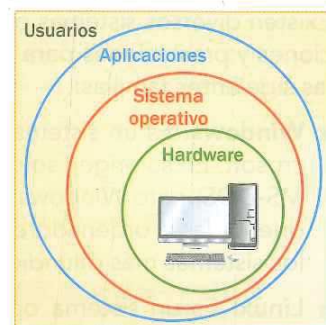 Usuarios
Aplicaciones
Sistema
operativo
Hardware